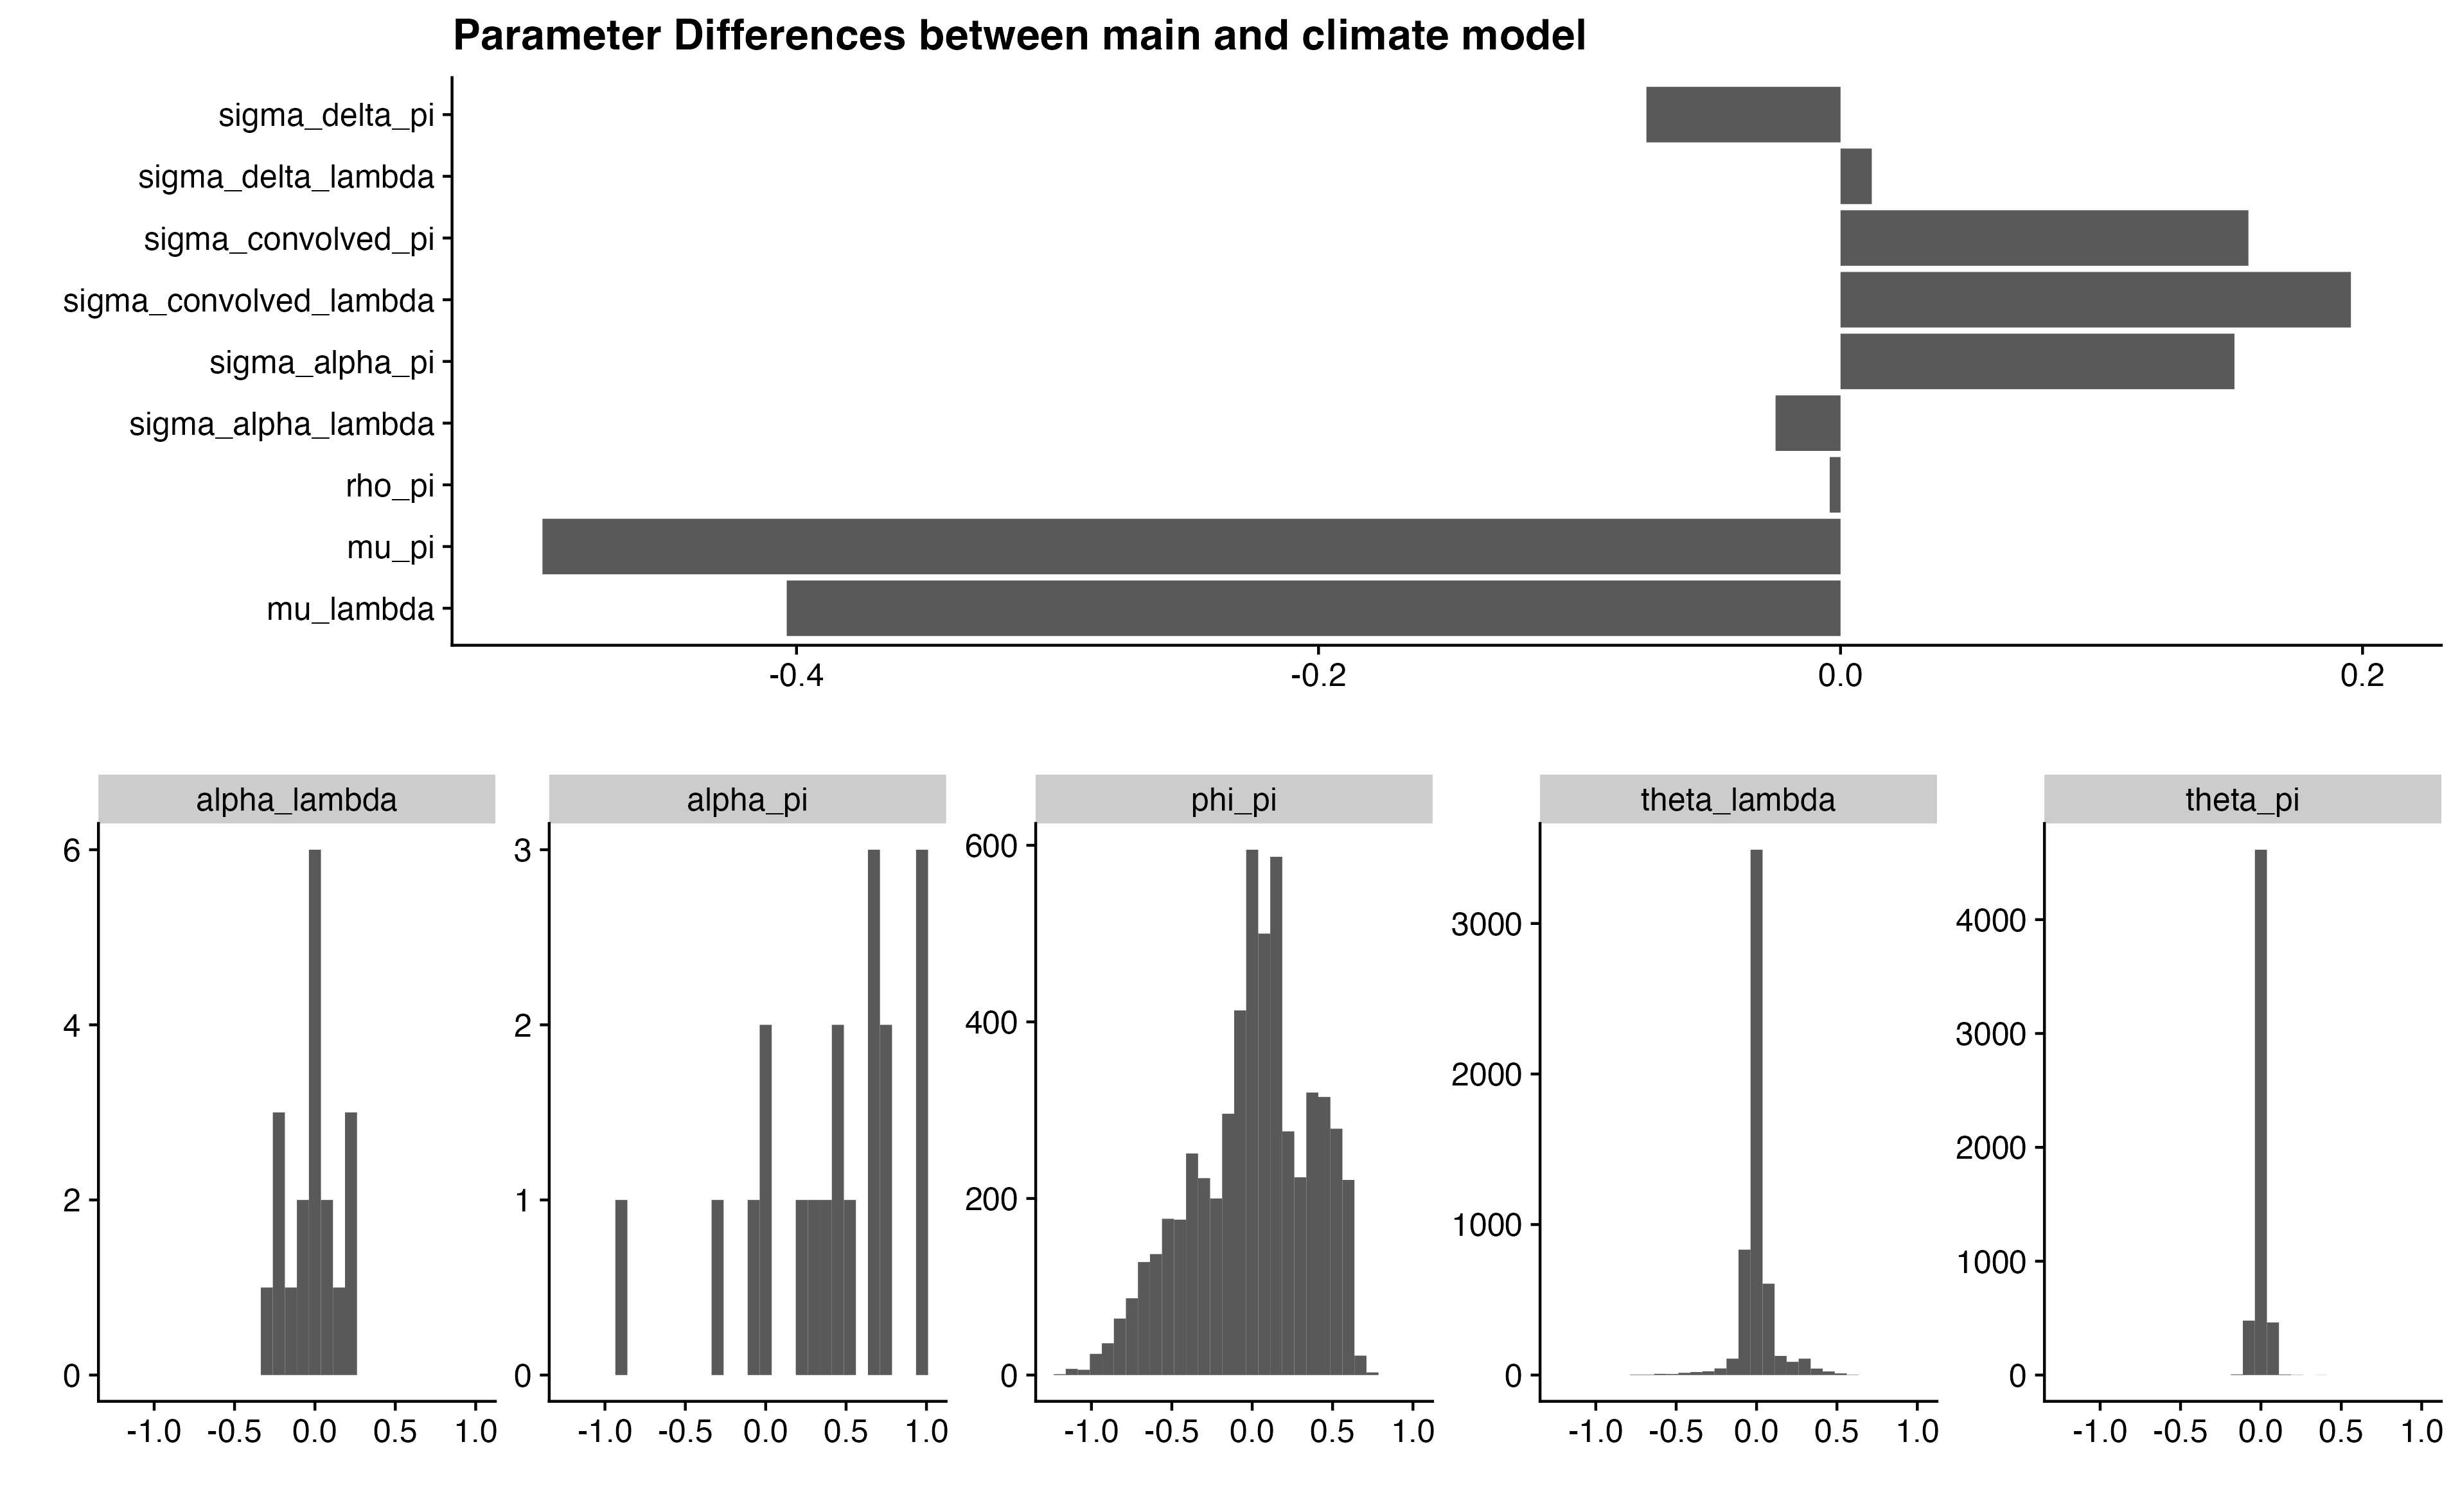 Parameter Differences between main and climate model
sigma_delta_pi
sigma_delta_lambda
sigma_convolved_pi
sigma_convolved_lambda
sigma_alpha_pi
sigma_alpha_lambda
rho_pi
mu_pi
mu_lambda
-0.4 -0.2 0.0 0.2
alpha_lambda alpha_pi phi_pi theta_lambda theta_pi
6
4
2
0
-1.0 -0.5 0.0 0.5 1.0
3
2
1
0
-1.0 -0.5 0.0 0.5 1.0
600
400
200
0
-1.0 -0.5 0.0 0.5 1.0
3000
2000
1000
0
-1.0 -0.5 0.0 0.5 1.0
4000
3000
2000
1000
0
-1.0 -0.5 0.0 0.5 1.0